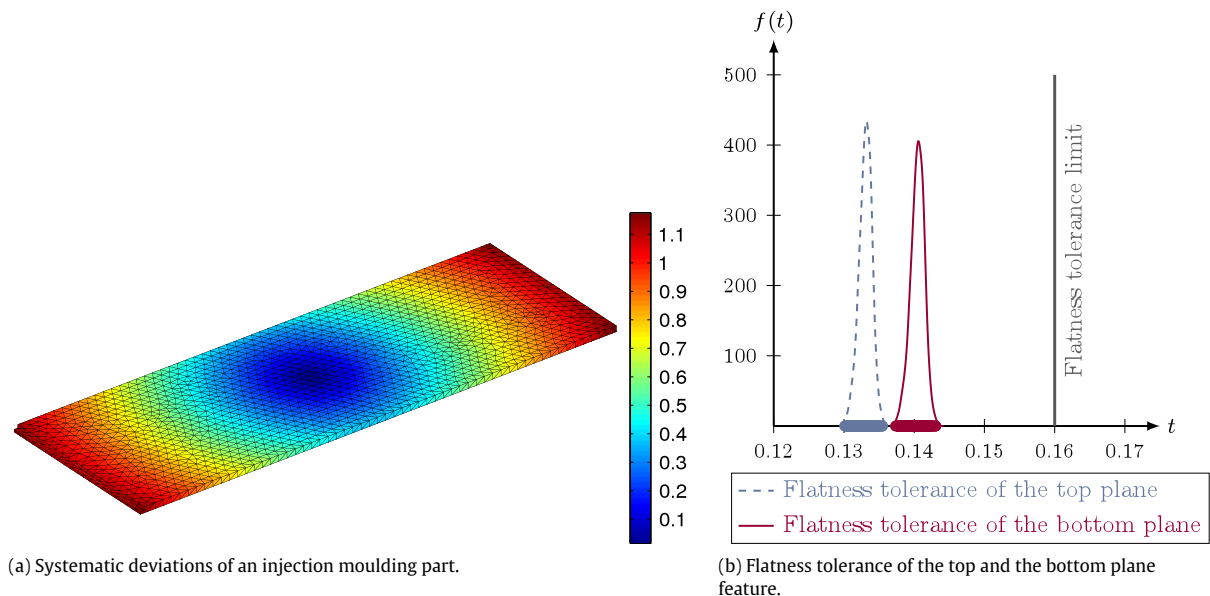 1.1
1
0.9
0.8
0.7
0.6
0.5
0.4
0.3
0.2
0.1
(a) Systematic deviations of an injection moulding part.
f(t)
500
400
300
200
100
0.12 0.13 0.14 0.15 0.16 0.17
t
Flatness tolerance limit
Flatness tolerance of the top plane
Flatness tolerance of the bottom plane
(b) Flatness tolerance of the top and the bottom plane
feature.